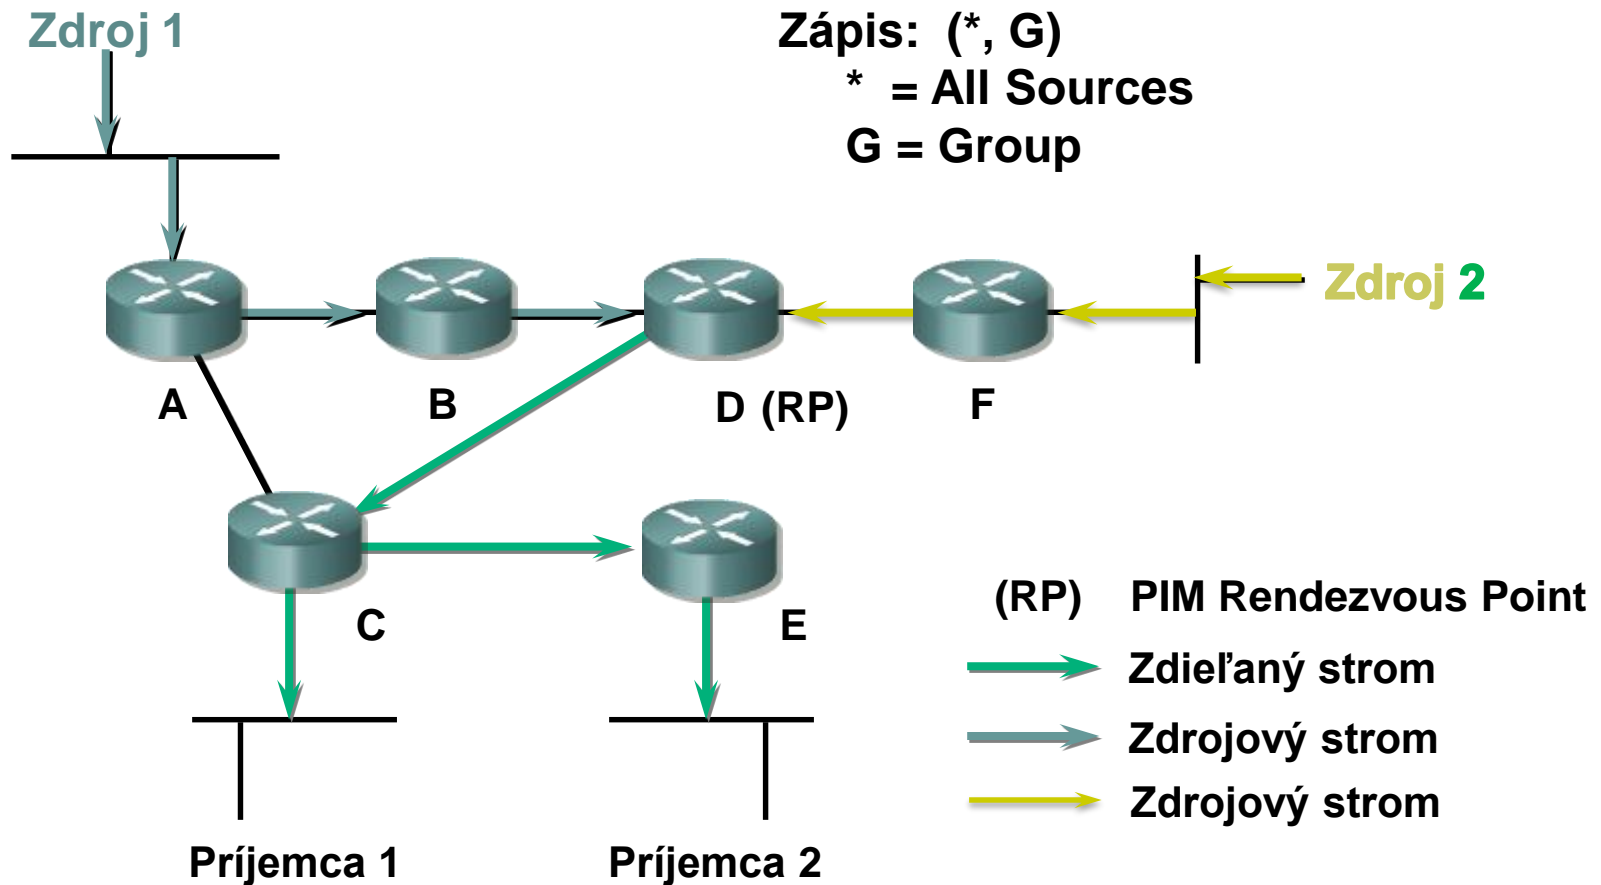 Zdroj 1
Zápis: (*, G)
* = All Sources
G = Group
Zdroj 2
A
B
D (RP)
F
C
E
(RP) PIM Rendezvous Point
Zdieľaný strom
Zdrojový strom
Zdrojový strom
Príjemca 1
Príjemca 2